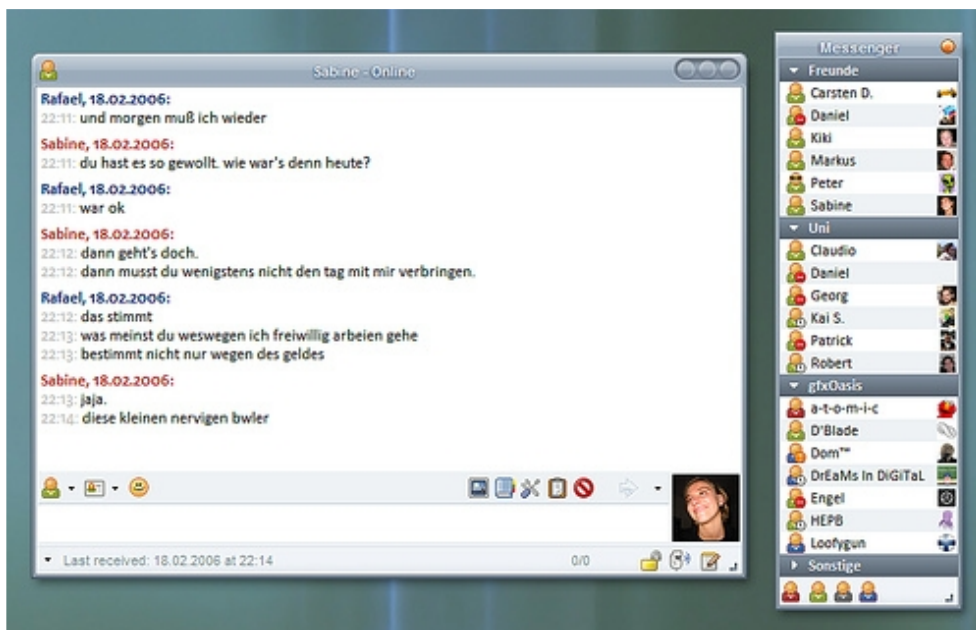 Sabine - Online
Rafael, 18.02.2006:
22:11: und morgen muß ich wieder
Sabine, 18.02.2006:
22:11: du hast es so gewollt. wie war's denn heute?
Rafael, 18.02.2006:
22:11: war ok
Sabine, 18.02.2006:
22:12: dann geht's doch.
22:12: dann musst du wenigstens nicht den tag mit mir verbringen.
Rafael, 18.02.2006:
22:12: das stimmt
22:13: was meinst du weswegen ich freiwillig arbeien gehe
22:13: bestimmt nicht nur wegen des geldes
Sabine, 18.02.2006:
22:13: jaja.
22:14: diese kleinen nervigen bwler
Last received: 18.02.2006 at 22:14
0/0
Messenger
Freunde
Carsten D.
Daniel
Kiki
Markus
Peter
Sabine
Uni
Claudio
Daniel
Georg
Kai S.
Patrick
Robert
gfxOasis
a-t-o-m-i-c
D'Blade
Dom™
DrEaMs In DiGiTaL
Engel
HEPB
Loofygun
Sonstige